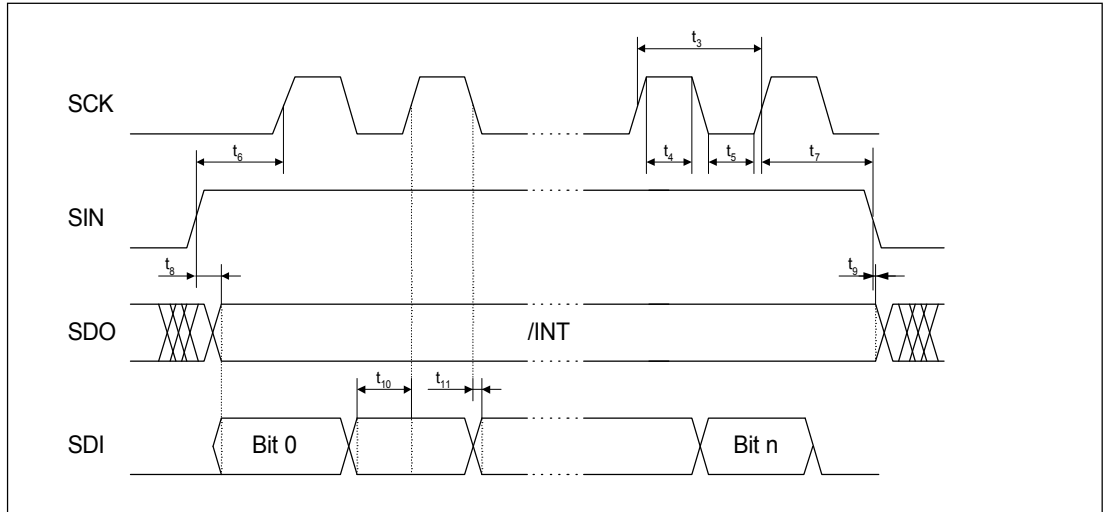 t3
SCK
t6
t4
t5
t7
SIN
t8
t9
SDO
/INT
t10
t11
SDI
Bit 0
Bit n